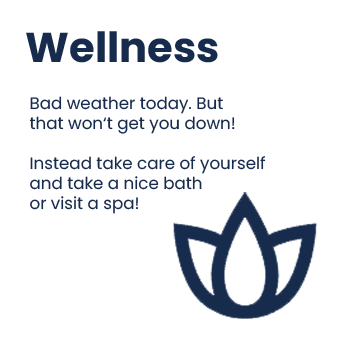 Wellness
Bad weather today. But
that won't get you down!
Instead take care of yourself
and take a nice bath
or visit a spa!